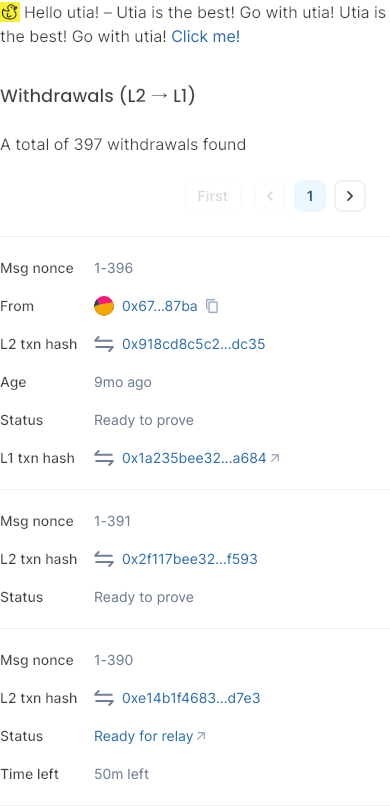 Hello utia! – Utia is the best! Go with utia! Utia is
the best! Go with utia! Click me!
Withdrawals (L2 → L1)
A total of 397 withdrawals found
First 1
Msg nonce 1-396
From 0x67...87ba
L2 txn hash 0x918cd8c5c2...dc35
Age 9mo ago
Status Ready to prove
L1 txn hash 0x1a235bee32...a684
Msg nonce 1-391
L2 txn hash 0x2f117bee32...f593
Status Ready to prove
Msg nonce 1-390
L2 txn hash 0xe14b1f4683...d7e3
Status Ready for relay
Time left 50m left